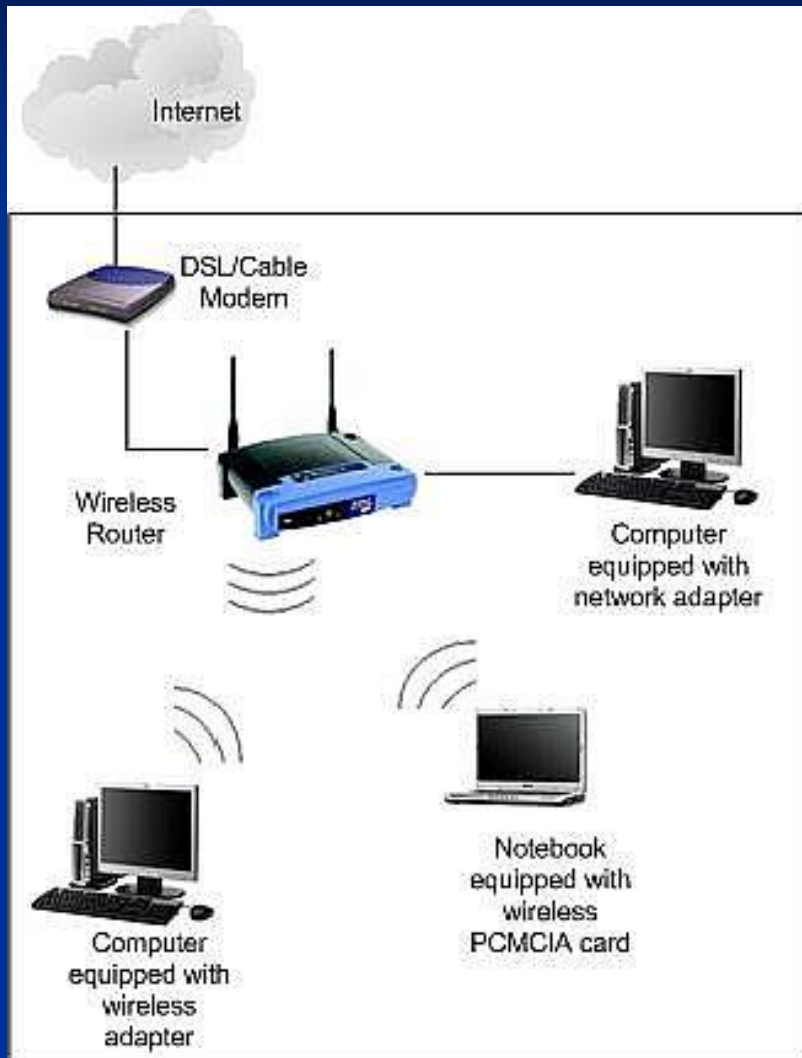 Internet
DSL/Cable
Modem
Wireless
Router
Computer
equipped with
network adapter
Notebook
equipped with
wireless
PCMCIA card
Computer
equipped with
wireless
adapter